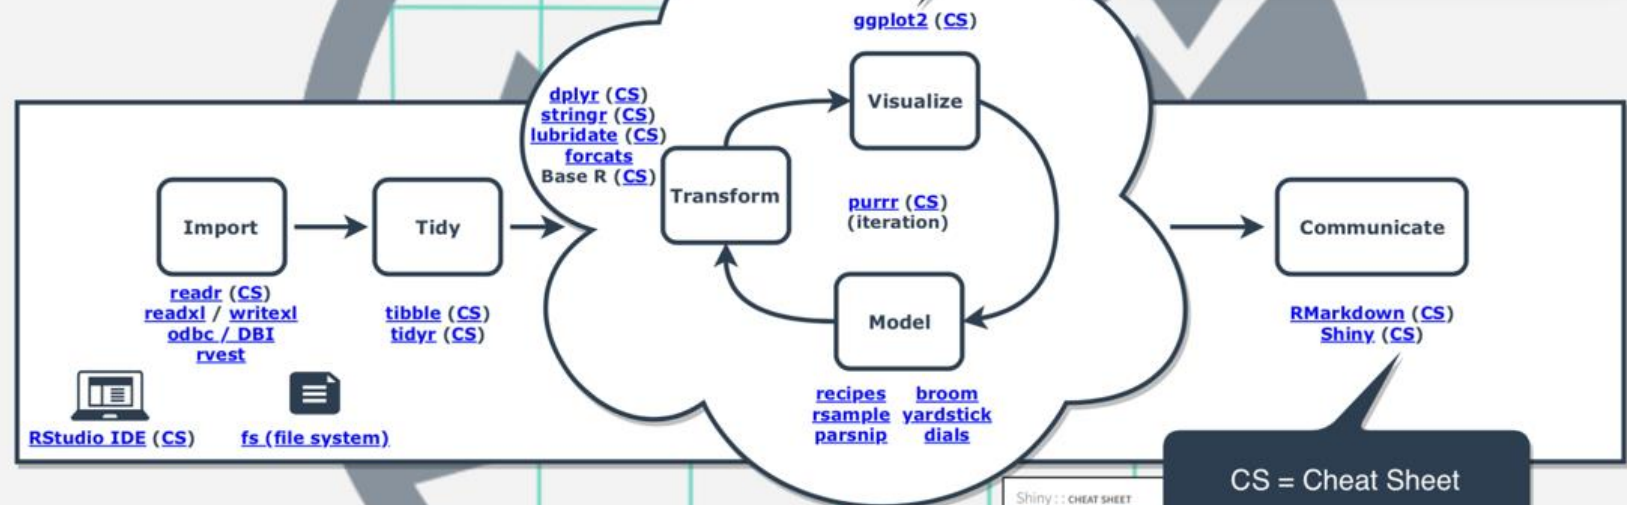 ggplot2 (CS)
Visualize
dplyr (CS)
stringr (CS)
lubridate (CS)
forcats
Base R (CS)
Transform
purrr (CS)
(iteration)
Import
Tidy
Communicate
readr (CS)
readxl / writexl
odbc / DBI
rvest
tibble (CS)
tidyr (CS)
Model
RMarkdown (CS)
Shiny (CS)
recipes broom
rsample yardstick
parsnip dials
RStudio IDE (CS)
fs (file system)
CS = Cheat Sheet
Shiny : : CHEAT SHEET